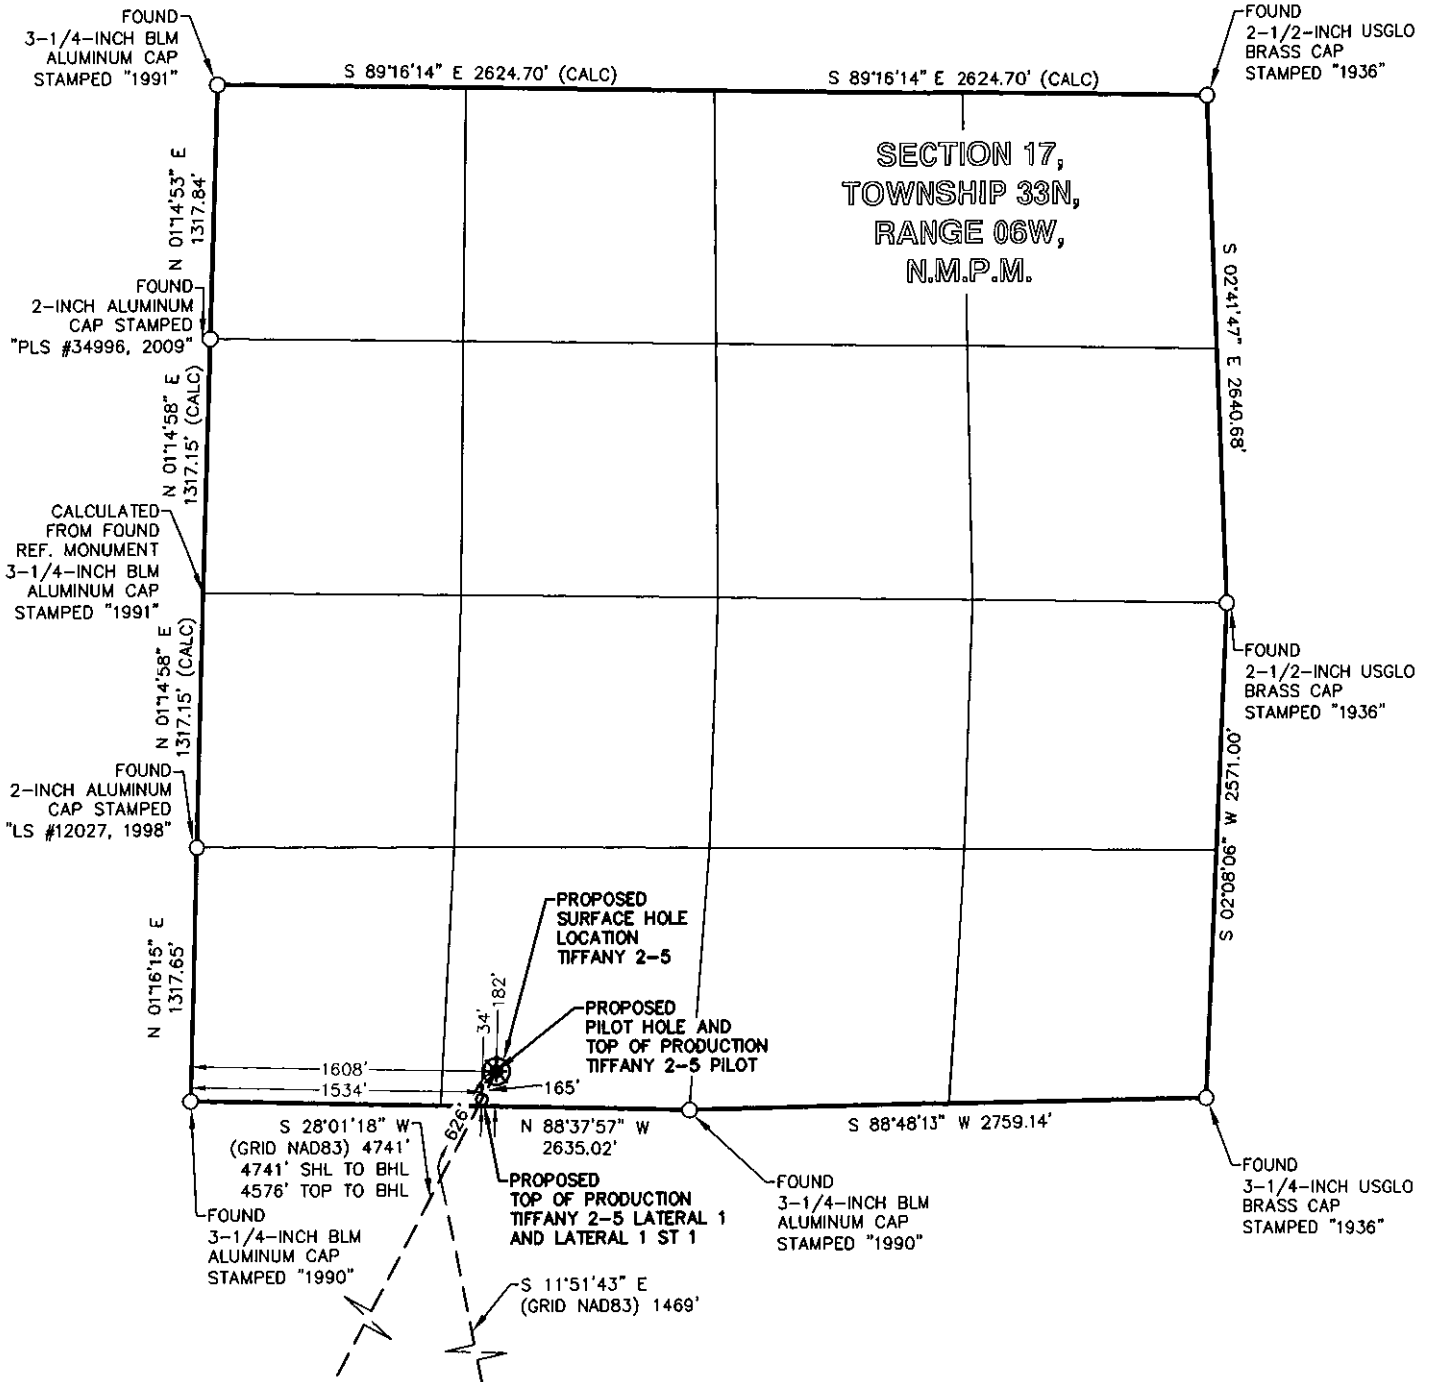 FOUND
3-1/4-INCH BLM
ALUMINUM CAP
STAMPED "1991"
S 89°16'14" E 2624.70' (CALC)
S 89°16'14" E 2624.70' (CALC)
FOUND
2-1/2-INCH USGLO
BRASS CAP
STAMPED "1936"
SECTION 17,
TOWNSHIP 33N,
RANGE 06W,
N.M.P.M.
N 01°14'53" E
1317.84'
FOUND
2-INCH ALUMINUM
CAP STAMPED
"PLS #34996, 2009"
S 02°41'47" E 2640.68'
N 01°14'58" E
1317.15' (CALC)
CALCULATED
FROM FOUND
REF. MONUMENT
3-1/4-INCH BLM
ALUMINUM CAP
STAMPED "1991"
N 01°14'58" E
1317.15' (CALC)
FOUND
2-1/2-INCH USGLO
BRASS CAP
STAMPED "1936"
FOUND
2-INCH ALUMINUM
CAP STAMPED
"LS #12027, 1998"
S 02°08'06" W 2571.00'
N 01°16'15" E
1317.65'
PROPOSED
SURFACE HOLE
LOCATION
TIFFANY 2-5
34'
182'
PROPOSED
PILOT HOLE AND
TOP OF PRODUCTION
TIFFANY 2-5 PILOT
1608'
1534'
165'
626'
S 28°01'18" W
(GRID NAD83) 4741'
4741' SHL TO BHL
4576' TOP TO BHL
N 88°37'57" W
2635.02'
S 88°48'13" W 2759.14'
PROPOSED
TOP OF PRODUCTION
TIFFANY 2-5 LATERAL 1
AND LATERAL 1 ST 1
FOUND
3-1/4-INCH BLM
ALUMINUM CAP
STAMPED "1990"
FOUND
3-1/4-INCH BLM
ALUMINUM CAP
STAMPED "1990"
FOUND
3-1/4-INCH USGLO
BRASS CAP
STAMPED "1936"
S 11°51'43" E
(GRID NAD83) 1469'